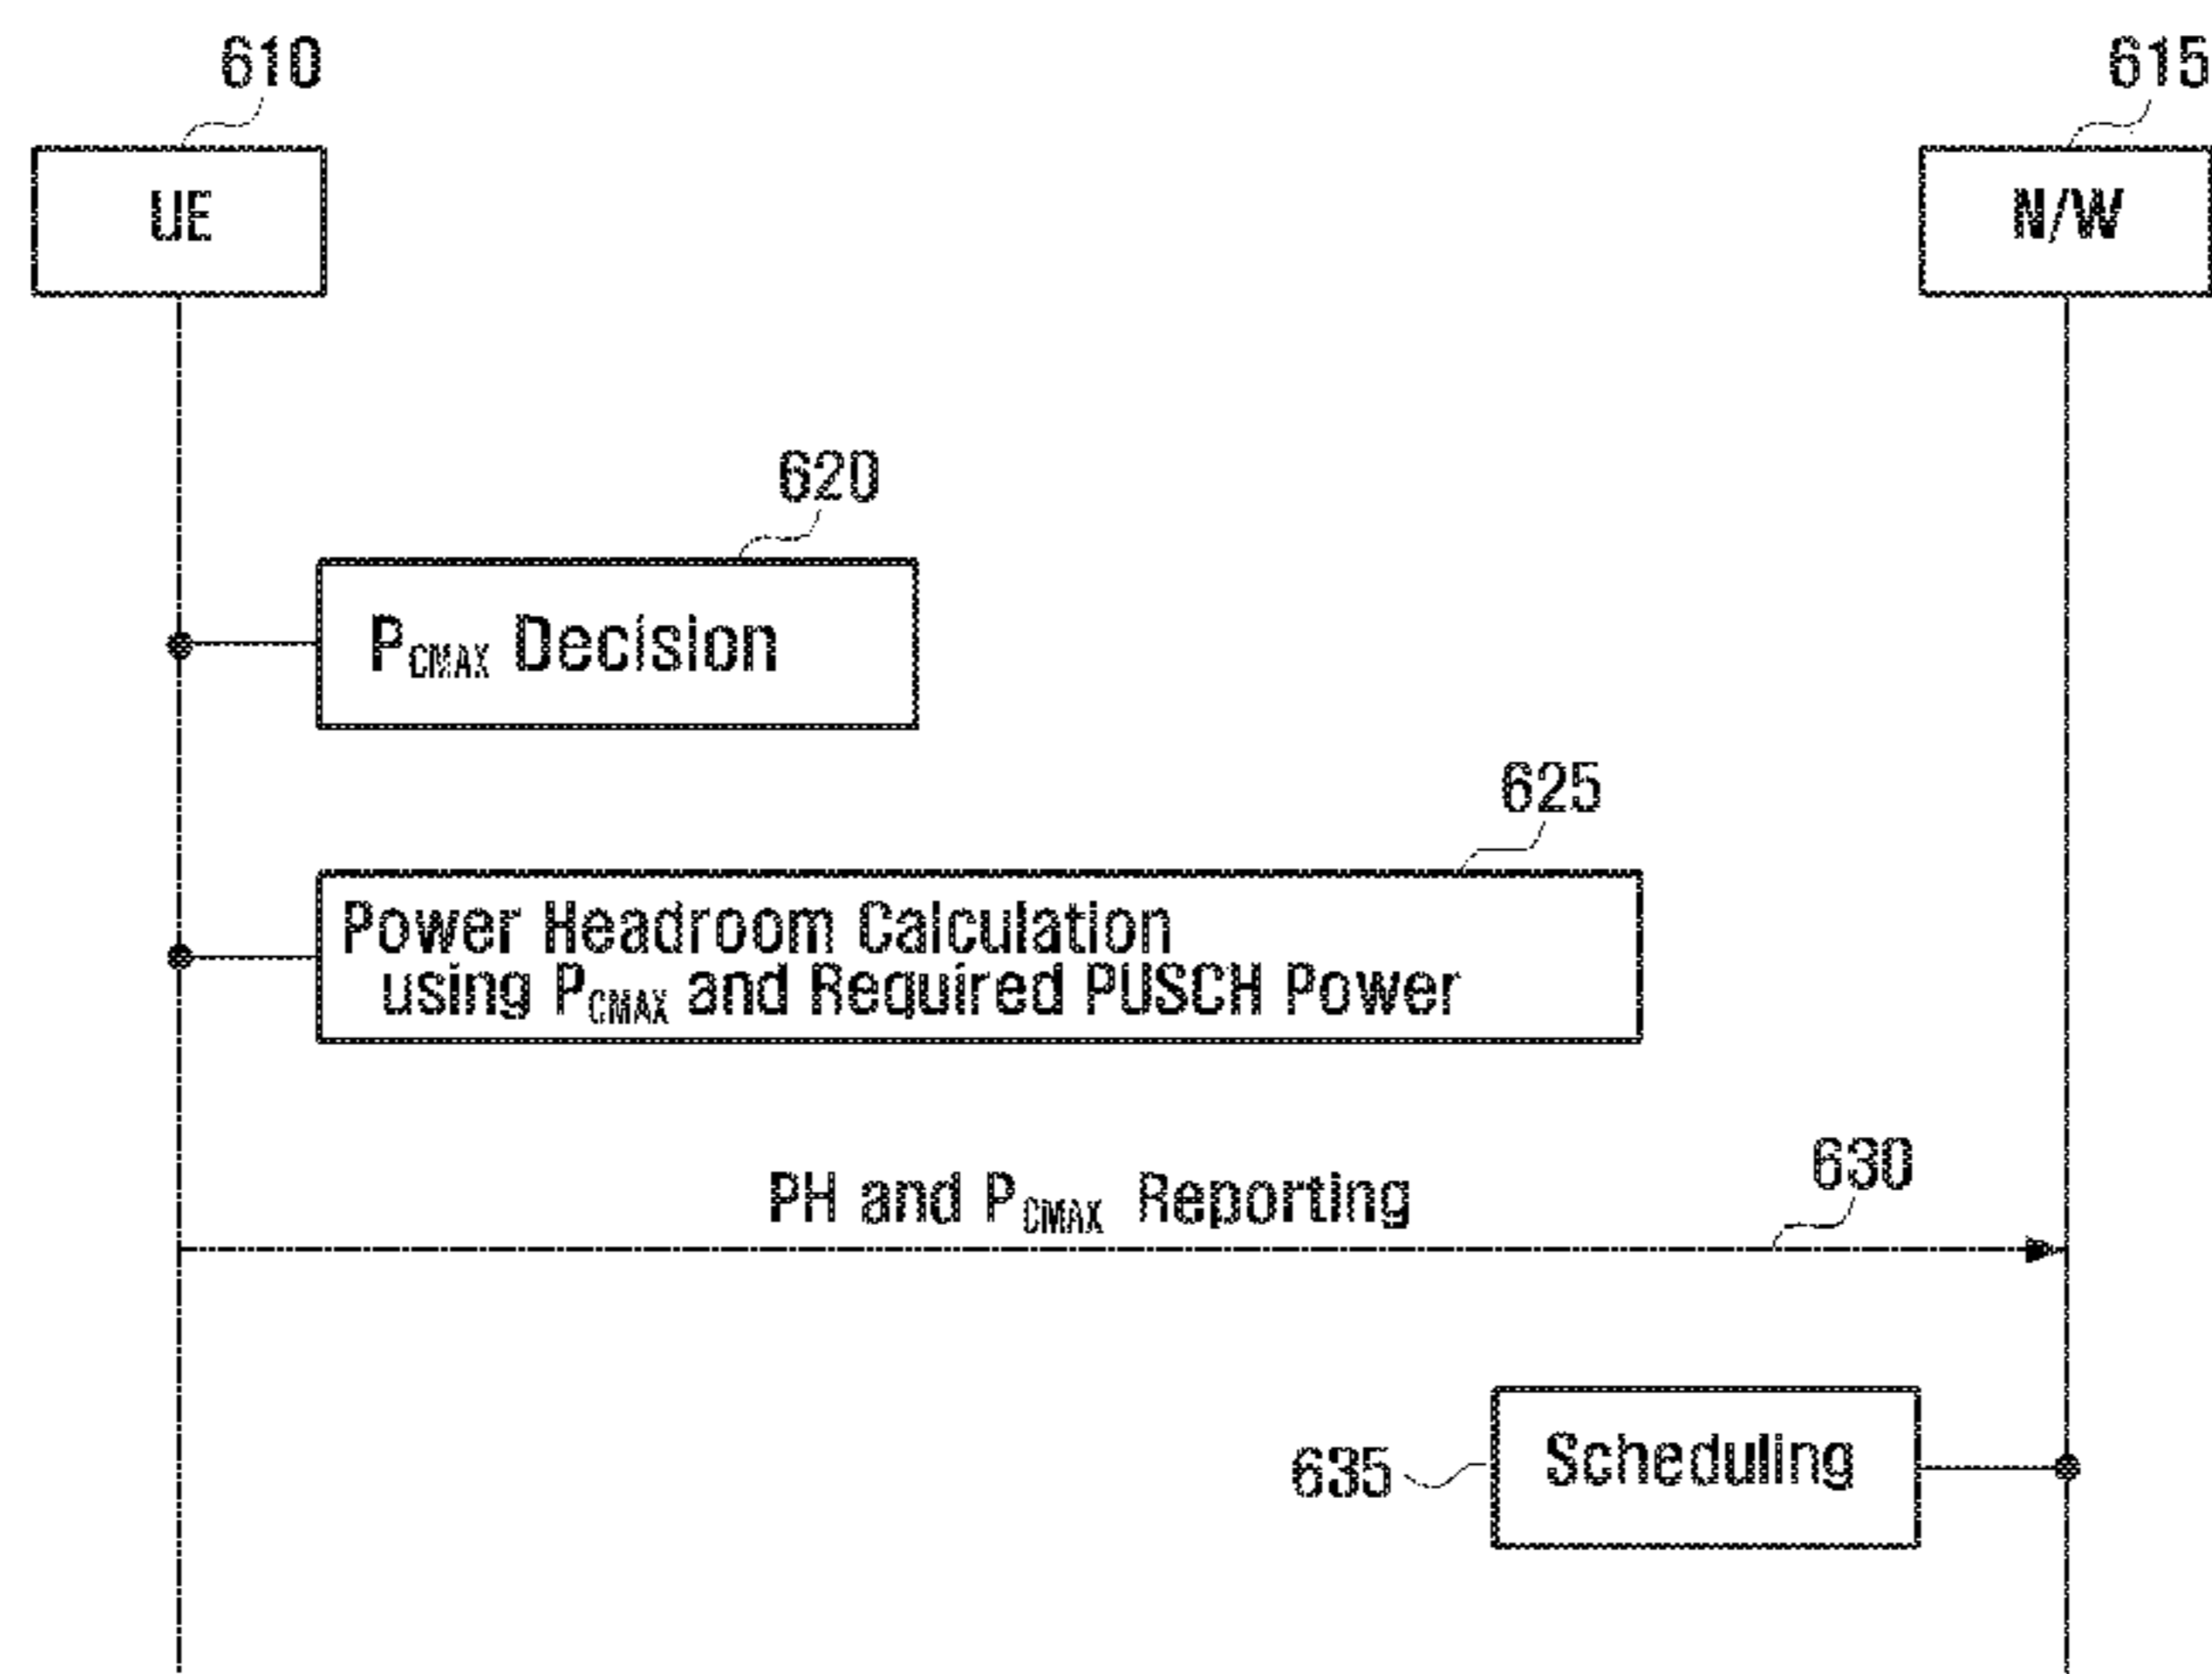 610
615
UE
N/W
620
PCMAX Decision
625
Power Headroom Calculation
using PCMAX and Required PUSCH Power
630
PH and PCMAX Reporting
635
Scheduling